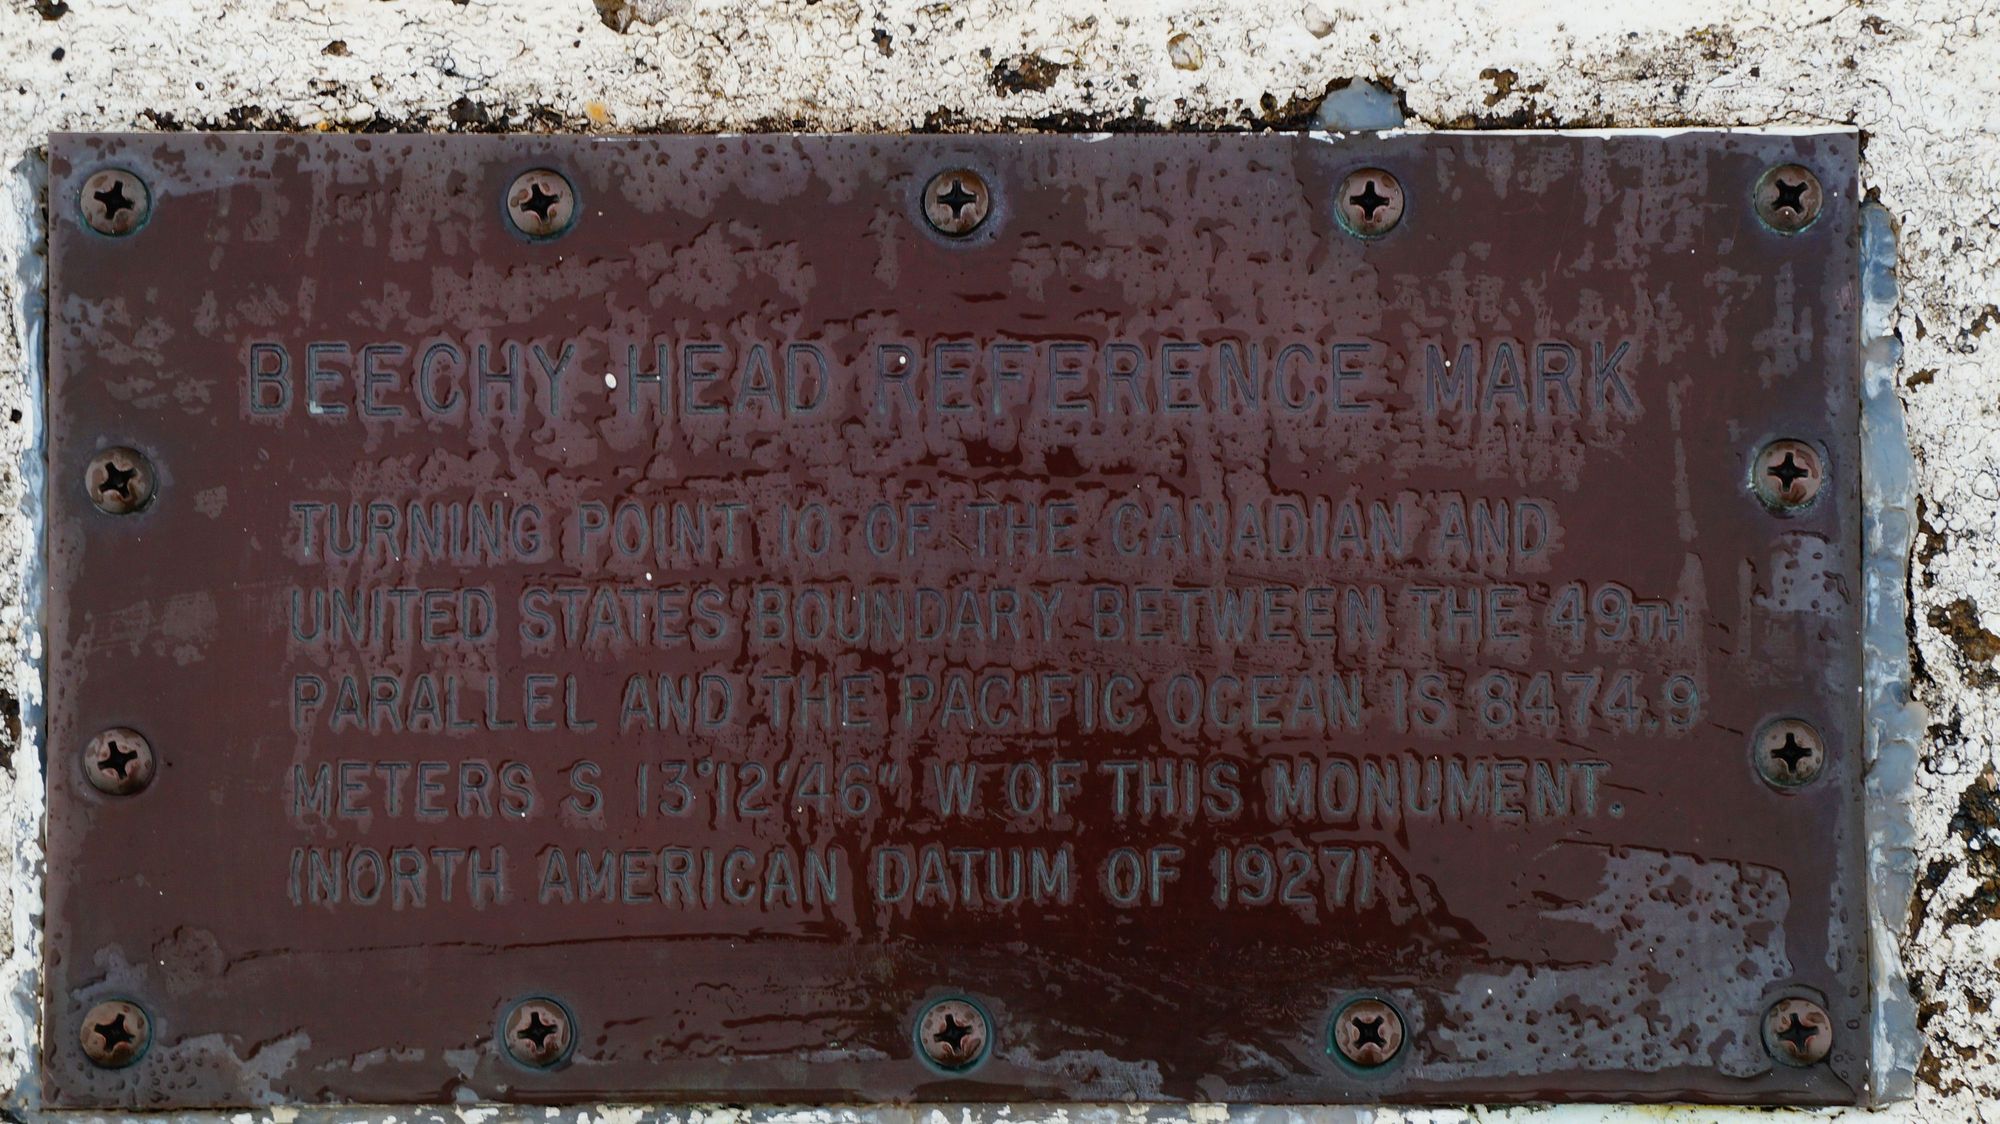 BEECHY HEAD REFERENCE MARK
TURNING POINT 10 OF THE CANADIAN AND
UNITED STATES BOUNDARY BETWEEN THE 49TH
PARALLEL AND THE PACIFIC OCEAN IS 8474.9
METERS S 13°12'46" W OF THIS MONUMENT.
(NORTH AMERICAN DATUM OF 1927)